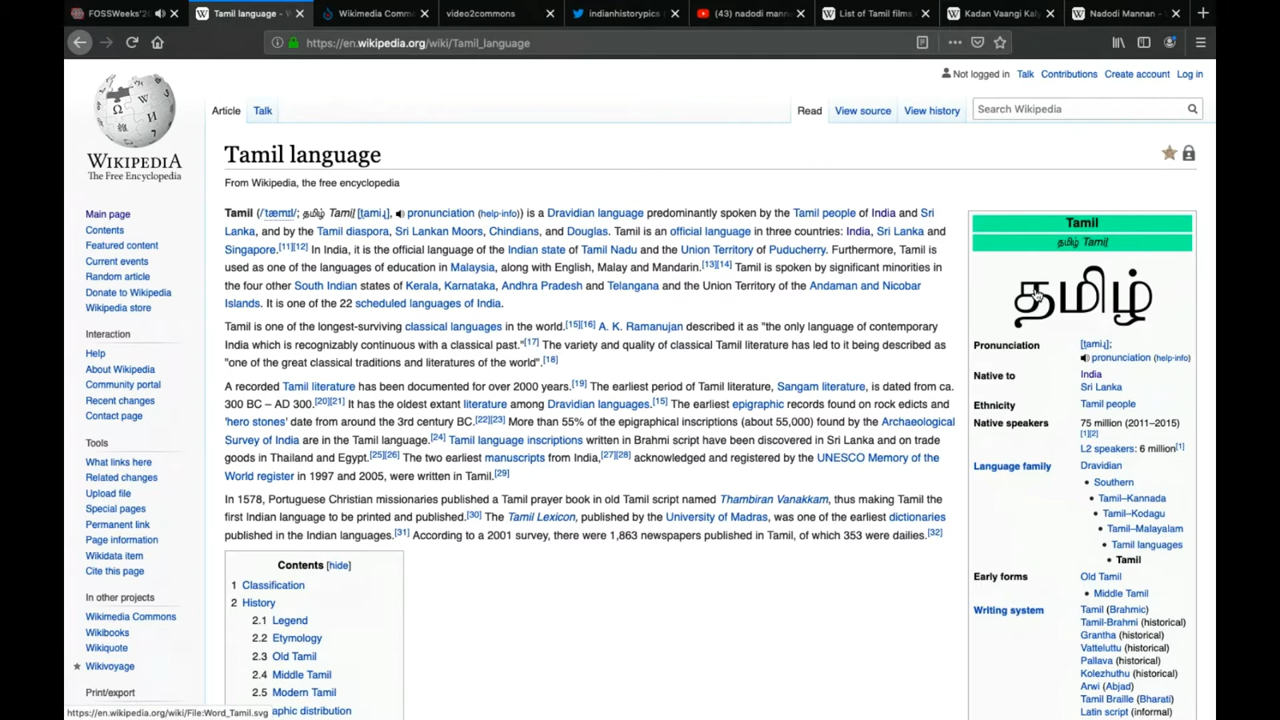 FOSSWeeks'2
Tamil language - W
Wikimedia Comm
video2commons
indianhistorypics
(43) nadodi mann
List of Tamil films
Kadan Vaangi Kal
Nadodi Mannan -
https://en.wikipedia.org/wiki/Tamil_language
Not logged in Talk Contributions Create account Log in
Article Talk
Read View source View history
Search Wikipedia
WIKIPEDIA
The Free Encyclopedia
Main page
Contents
Featured content
Current events
Random article
Donate to Wikipedia
Wikipedia store
Interaction
Help
About Wikipedia
Community portal
Recent changes
Contact page
Tools
What links here
Related changes
Upload file
Special pages
Permanent link
Page information
Wikidata item
Cite this page
In other projects
Wikimedia Commons
Wikibooks
Wikiquote
Wikivoyage
Print/export
Tamil language
From Wikipedia, the free encyclopedia
Tamil (/ˈtæmɪl/; தமிழ் Tamiḻ [t̪amiɻ], pronunciation (help·info)) is a Dravidian language predominantly spoken by the Tamil people of India and Sri
Lanka, and by the Tamil diaspora, Sri Lankan Moors, Chindians, and Douglas. Tamil is an official language in three countries: India, Sri Lanka and
Singapore.[11][12] In India, it is the official language of the Indian state of Tamil Nadu and the Union Territory of Puducherry. Furthermore, Tamil is
used as one of the languages of education in Malaysia, along with English, Malay and Mandarin.[13][14] Tamil is spoken by significant minorities in
the four other South Indian states of Kerala, Karnataka, Andhra Pradesh and Telangana and the Union Territory of the Andaman and Nicobar
Islands. It is one of the 22 scheduled languages of India.
Tamil is one of the longest-surviving classical languages in the world.[15][16] A. K. Ramanujan described it as "the only language of contemporary
India which is recognizably continuous with a classical past."[17] The variety and quality of classical Tamil literature has led to it being described as
"one of the great classical traditions and literatures of the world".[18]
A recorded Tamil literature has been documented for over 2000 years.[19] The earliest period of Tamil literature, Sangam literature, is dated from ca.
300 BC – AD 300.[20][21] It has the oldest extant literature among Dravidian languages.[15] The earliest epigraphic records found on rock edicts and
'hero stones' date from around the 3rd century BC.[22][23] More than 55% of the epigraphical inscriptions (about 55,000) found by the Archaeological
Survey of India are in the Tamil language.[24] Tamil language inscriptions written in Brahmi script have been discovered in Sri Lanka and on trade
goods in Thailand and Egypt.[25][26] The two earliest manuscripts from India,[27][28] acknowledged and registered by the UNESCO Memory of the
World register in 1997 and 2005, were written in Tamil.[29]
In 1578, Portuguese Christian missionaries published a Tamil prayer book in old Tamil script named Thambiran Vanakkam, thus making Tamil the
first Indian language to be printed and published.[30] The Tamil Lexicon, published by the University of Madras, was one of the earliest dictionaries
published in the Indian languages.[31] According to a 2001 survey, there were 1,863 newspapers published in Tamil, of which 353 were dailies.[32]
Contents [hide]
1 Classification
2 History
2.1 Legend
2.2 Etymology
2.3 Old Tamil
2.4 Middle Tamil
2.5 Modern Tamil
aphic distribution
Tamil
தமிழ் Tamiḻ
தமிழ்
Pronunciation [t̪amiɻ];
pronunciation (help·info)
Native to India
Sri Lanka
Ethnicity Tamil people
Native speakers 75 million (2011–2015)
[1][2]
L2 speakers: 6 million[1]
Language family Dravidian
Southern
Tamil–Kannada
Tamil–Kodagu
Tamil–Malayalam
Tamil languages
Tamil
Early forms Old Tamil
Middle Tamil
Writing system Tamil (Brahmic)
Tamil-Brahmi (historical)
Grantha (historical)
Vatteluttu (historical)
Pallava (historical)
Kolezhuthu (historical)
Arwi (Abjad)
Tamil Braille (Bharati)
Latin script (informal)
https://en.wikipedia.org/wiki/File:Word_Tamil.svg